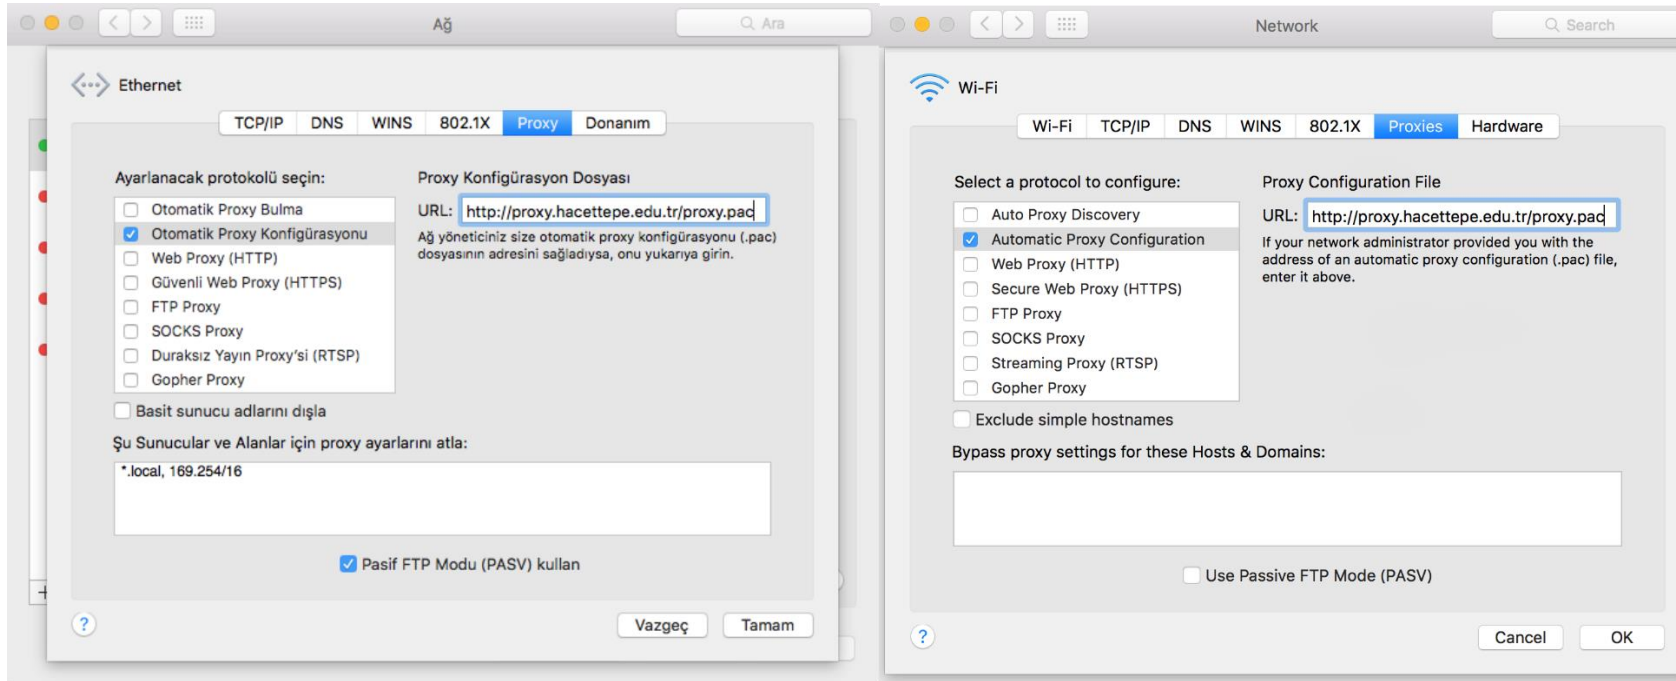 Ağ
Ara
Ethernet
TCP/IP DNS WINS 802.1X Proxy Donanım
Ayarlanacak protokolü seçin:
Otomatik Proxy Bulma
Otomatik Proxy Konfigürasyonu
Web Proxy (HTTP)
Güvenli Web Proxy (HTTPS)
FTP Proxy
SOCKS Proxy
Duraksız Yayın Proxy'si (RTSP)
Gopher Proxy
Proxy Konfigürasyon Dosyası
URL: http://proxy.hacettepe.edu.tr/proxy.pac
Ağ yöneticiniz size otomatik proxy konfigürasyonu (.pac)
dosyasının adresini sağladıysa, onu yukarıya girin.
Basit sunucu adlarını dışla
Şu Sunucular ve Alanlar için proxy ayarlarını atla:
*.local, 169.254/16
Pasif FTP Modu (PASV) kullan
?
Vazgeç
Tamam
Network
Search
Wi-Fi
Wi-Fi TCP/IP DNS WINS 802.1X Proxies Hardware
Select a protocol to configure:
Auto Proxy Discovery
Automatic Proxy Configuration
Web Proxy (HTTP)
Secure Web Proxy (HTTPS)
FTP Proxy
SOCKS Proxy
Streaming Proxy (RTSP)
Gopher Proxy
Proxy Configuration File
URL: http://proxy.hacettepe.edu.tr/proxy.pac
If your network administrator provided you with the
address of an automatic proxy configuration (.pac) file,
enter it above.
Exclude simple hostnames
Bypass proxy settings for these Hosts & Domains:
Use Passive FTP Mode (PASV)
?
Cancel
OK